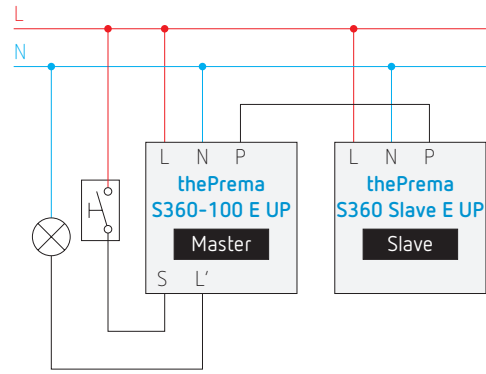 L
N
L N P
thePrema
S360-100 E UP
Master
S L’
L N P
thePrema
S360 Slave E UP
Slave